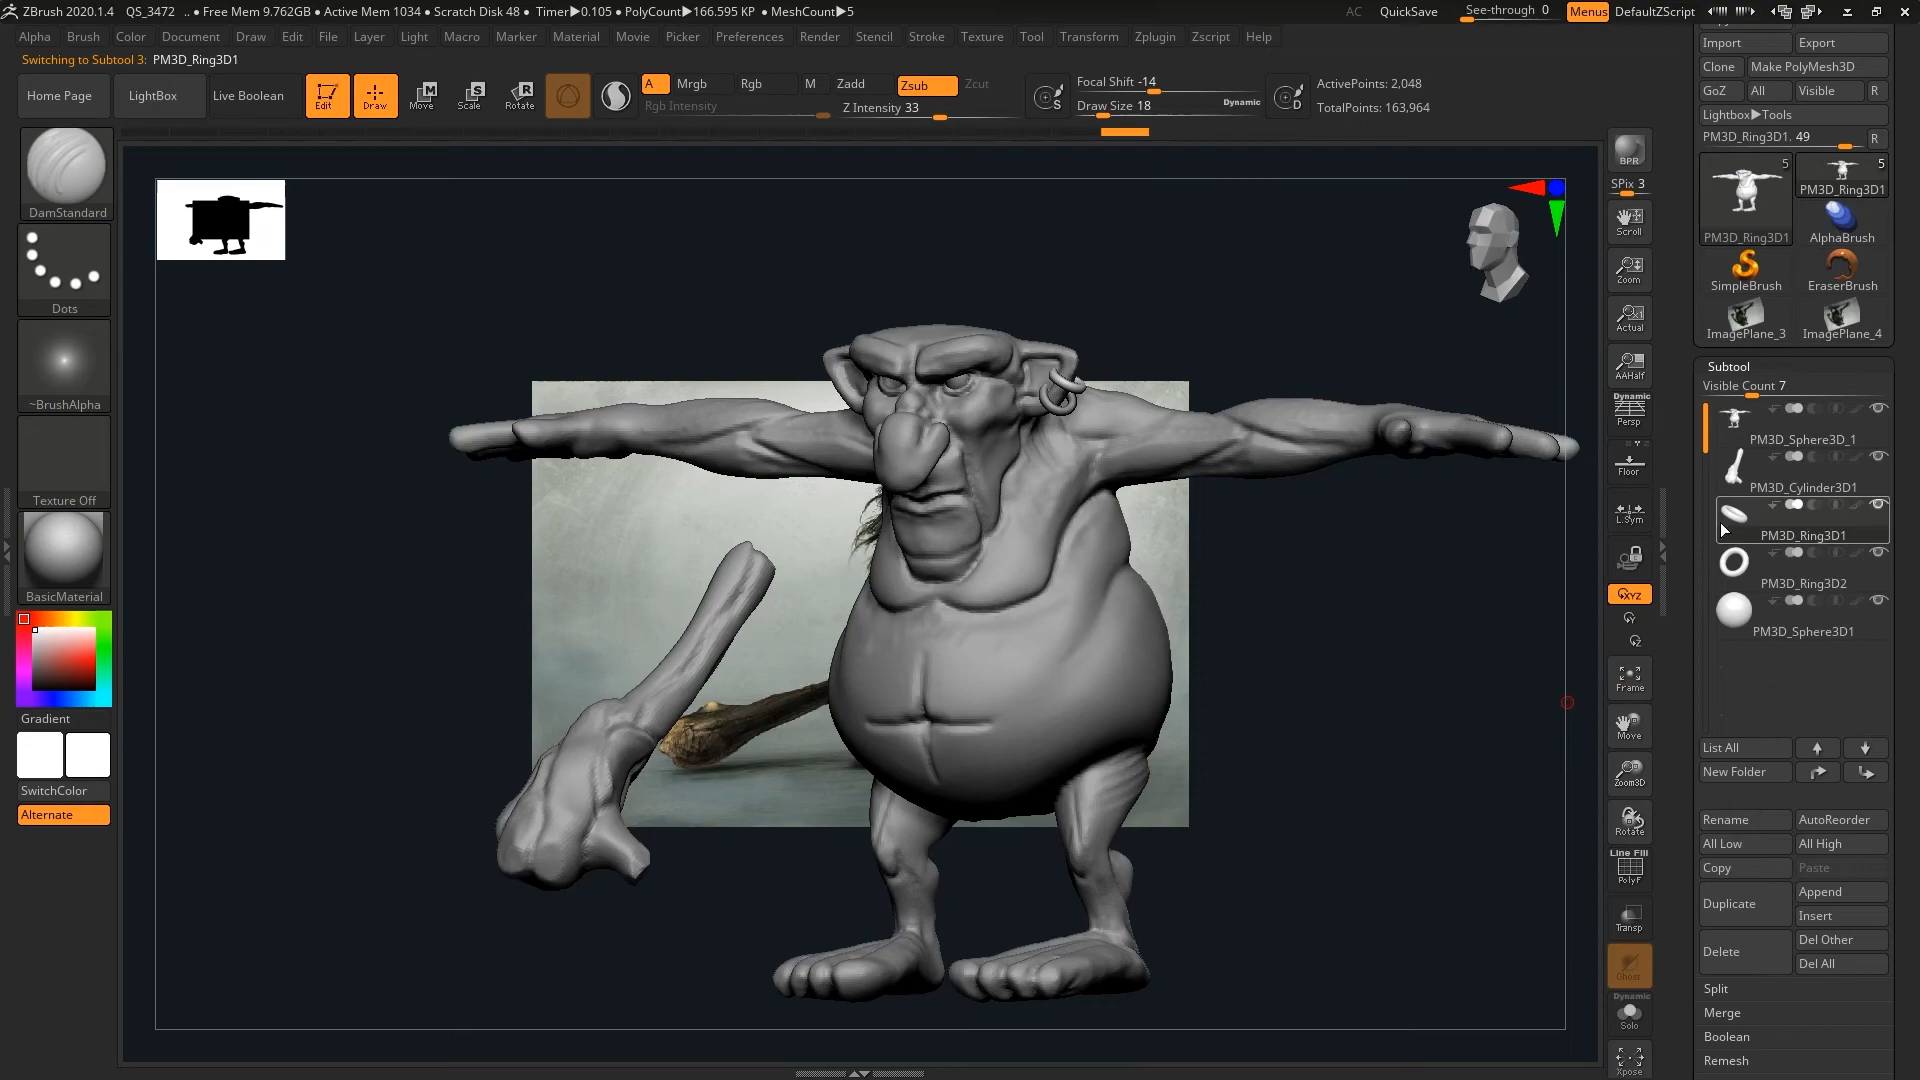 ZBrush 2020.1.4 QS_3472 .. ● Free Mem 9.762GB ● Active Mem 1034 ● Scratch Disk 48 ● Timer▶0.105 ● PolyCount▶166.595 KP ● MeshCount▶5 AC QuickSave See-through 0 Menus DefaultZScript
Alpha Brush Color Document Draw Edit File Layer Light Macro Marker Material Movie Picker Preferences Render Stencil Stroke Texture Tool Transform Zplugin Zscript Help
Switching to Subtool 3: PM3D_Ring3D1
Home Page LightBox Live Boolean Edit Draw Move Scale Rotate
A Mrgb Rgb M Zadd Zsub Zcut
Rgb Intensity Z Intensity 33
Focal Shift -14
Draw Size 18 Dynamic
ActivePoints: 2,048
TotalPoints: 163,964
DamStandard
Dots
~BrushAlpha
Texture Off
BasicMaterial
Gradient
SwitchColor
Alternate
BPR
SPix 3
Scroll
Zoom
Actual
AAHalf
Dynamic
Persp
Floor
L.Sym
XYZ
Frame
Move
Zoom3D
Rotate
Line Fill
PolyF
Transp
Ghost
Dynamic
Solo
Xpose
Import Export
Clone Make PolyMesh3D
GoZ All Visible R
Lightbox▶Tools
PM3D_Ring3D1. 49 R
5 5
PM3D_Ring3D1
PM3D_Ring3D1 AlphaBrush
SimpleBrush EraserBrush
ImagePlane_3 ImagePlane_4
Subtool
Visible Count 7
PM3D_Sphere3D_1
PM3D_Cylinder3D1
PM3D_Ring3D1
PM3D_Ring3D2
PM3D_Sphere3D1
List All
New Folder
Rename AutoReorder
All Low All High
Copy Paste
Duplicate Append
Insert
Delete Del Other
Del All
Split
Merge
Boolean
Remesh